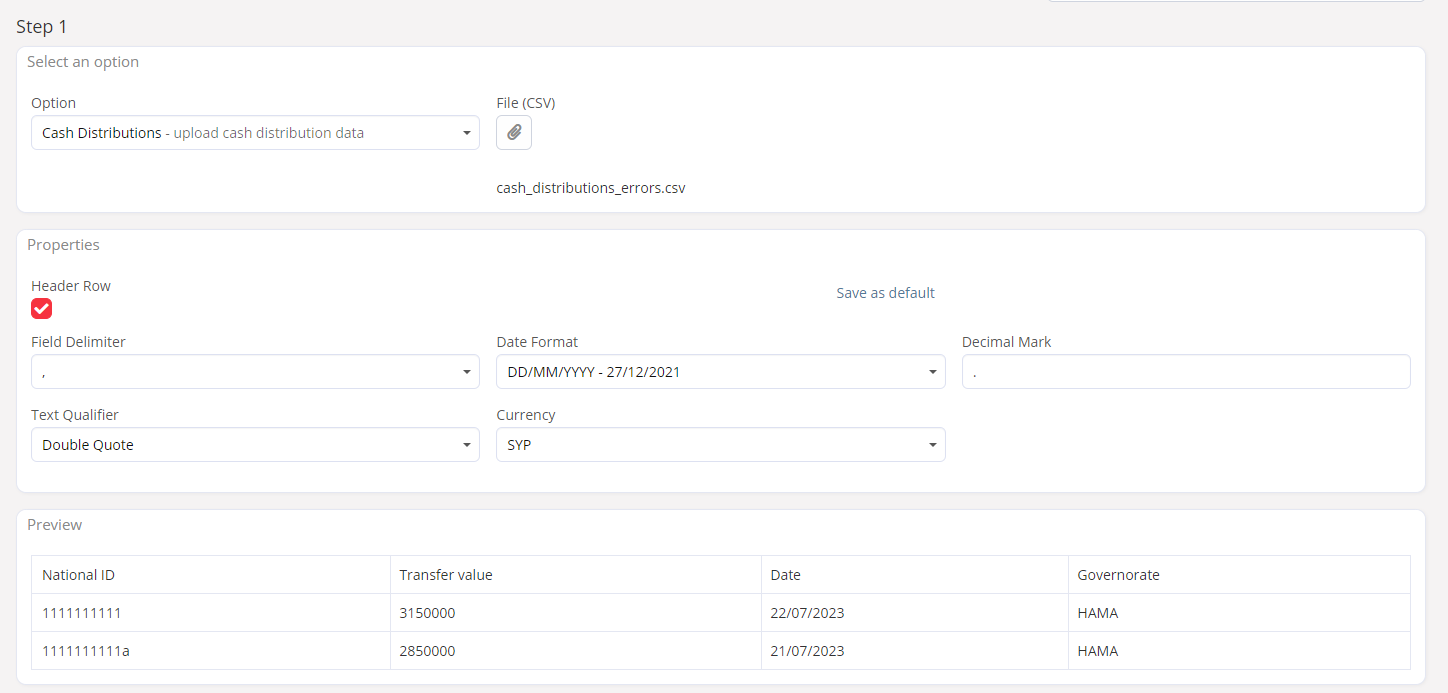 Step 1
Select an option
Option File (CSV)
Cash Distributions - upload cash distribution data
cash_distributions_errors.csv
Properties
Header Row
Save as default
Field Delimiter Date Format Decimal Mark
, DD/MM/YYYY - 27/12/2021 .
Text Qualifier Currency
Double Quote SYP
Preview
National ID Transfer value Date Governorate
1111111111 3150000 22/07/2023 HAMA
1111111111a 2850000 21/07/2023 HAMA